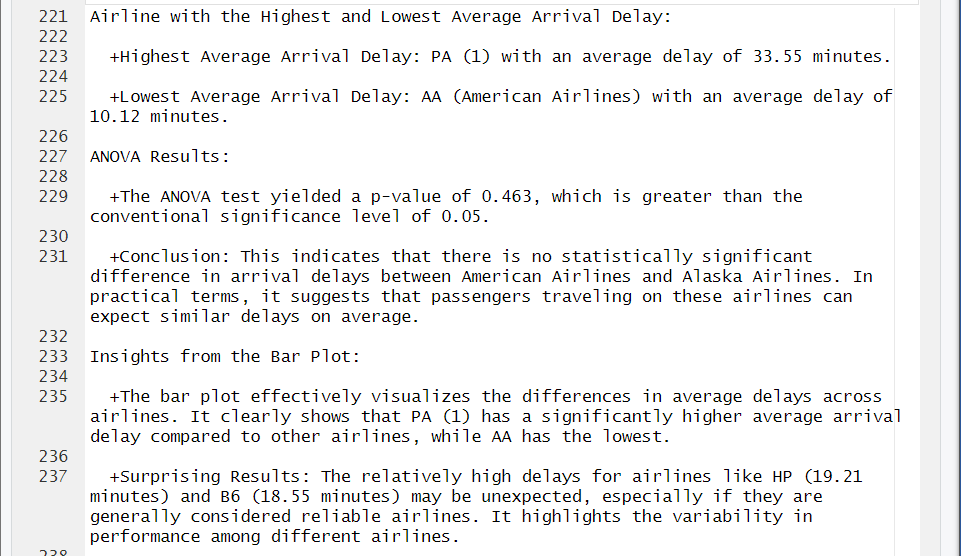 221 Airline with the Highest and Lowest Average Arrival Delay:
222
223 +Highest Average Arrival Delay: PA (1) with an average delay of 33.55 minutes.
224
225 +Lowest Average Arrival Delay: AA (American Airlines) with an average delay of
10.12 minutes.
226
227 ANOVA Results:
228
229 +The ANOVA test yielded a p-value of 0.463, which is greater than the
conventional significance level of 0.05.
230
231 +Conclusion: This indicates that there is no statistically significant
difference in arrival delays between American Airlines and Alaska Airlines. In
practical terms, it suggests that passengers traveling on these airlines can
expect similar delays on average.
232
233 Insights from the Bar Plot:
234
235 +The bar plot effectively visualizes the differences in average delays across
airlines. It clearly shows that PA (1) has a significantly higher average arrival
delay compared to other airlines, while AA has the lowest.
236
237 +Surprising Results: The relatively high delays for airlines like HP (19.21
minutes) and B6 (18.55 minutes) may be unexpected, especially if they are
generally considered reliable airlines. It highlights the variability in
performance among different airlines.
238